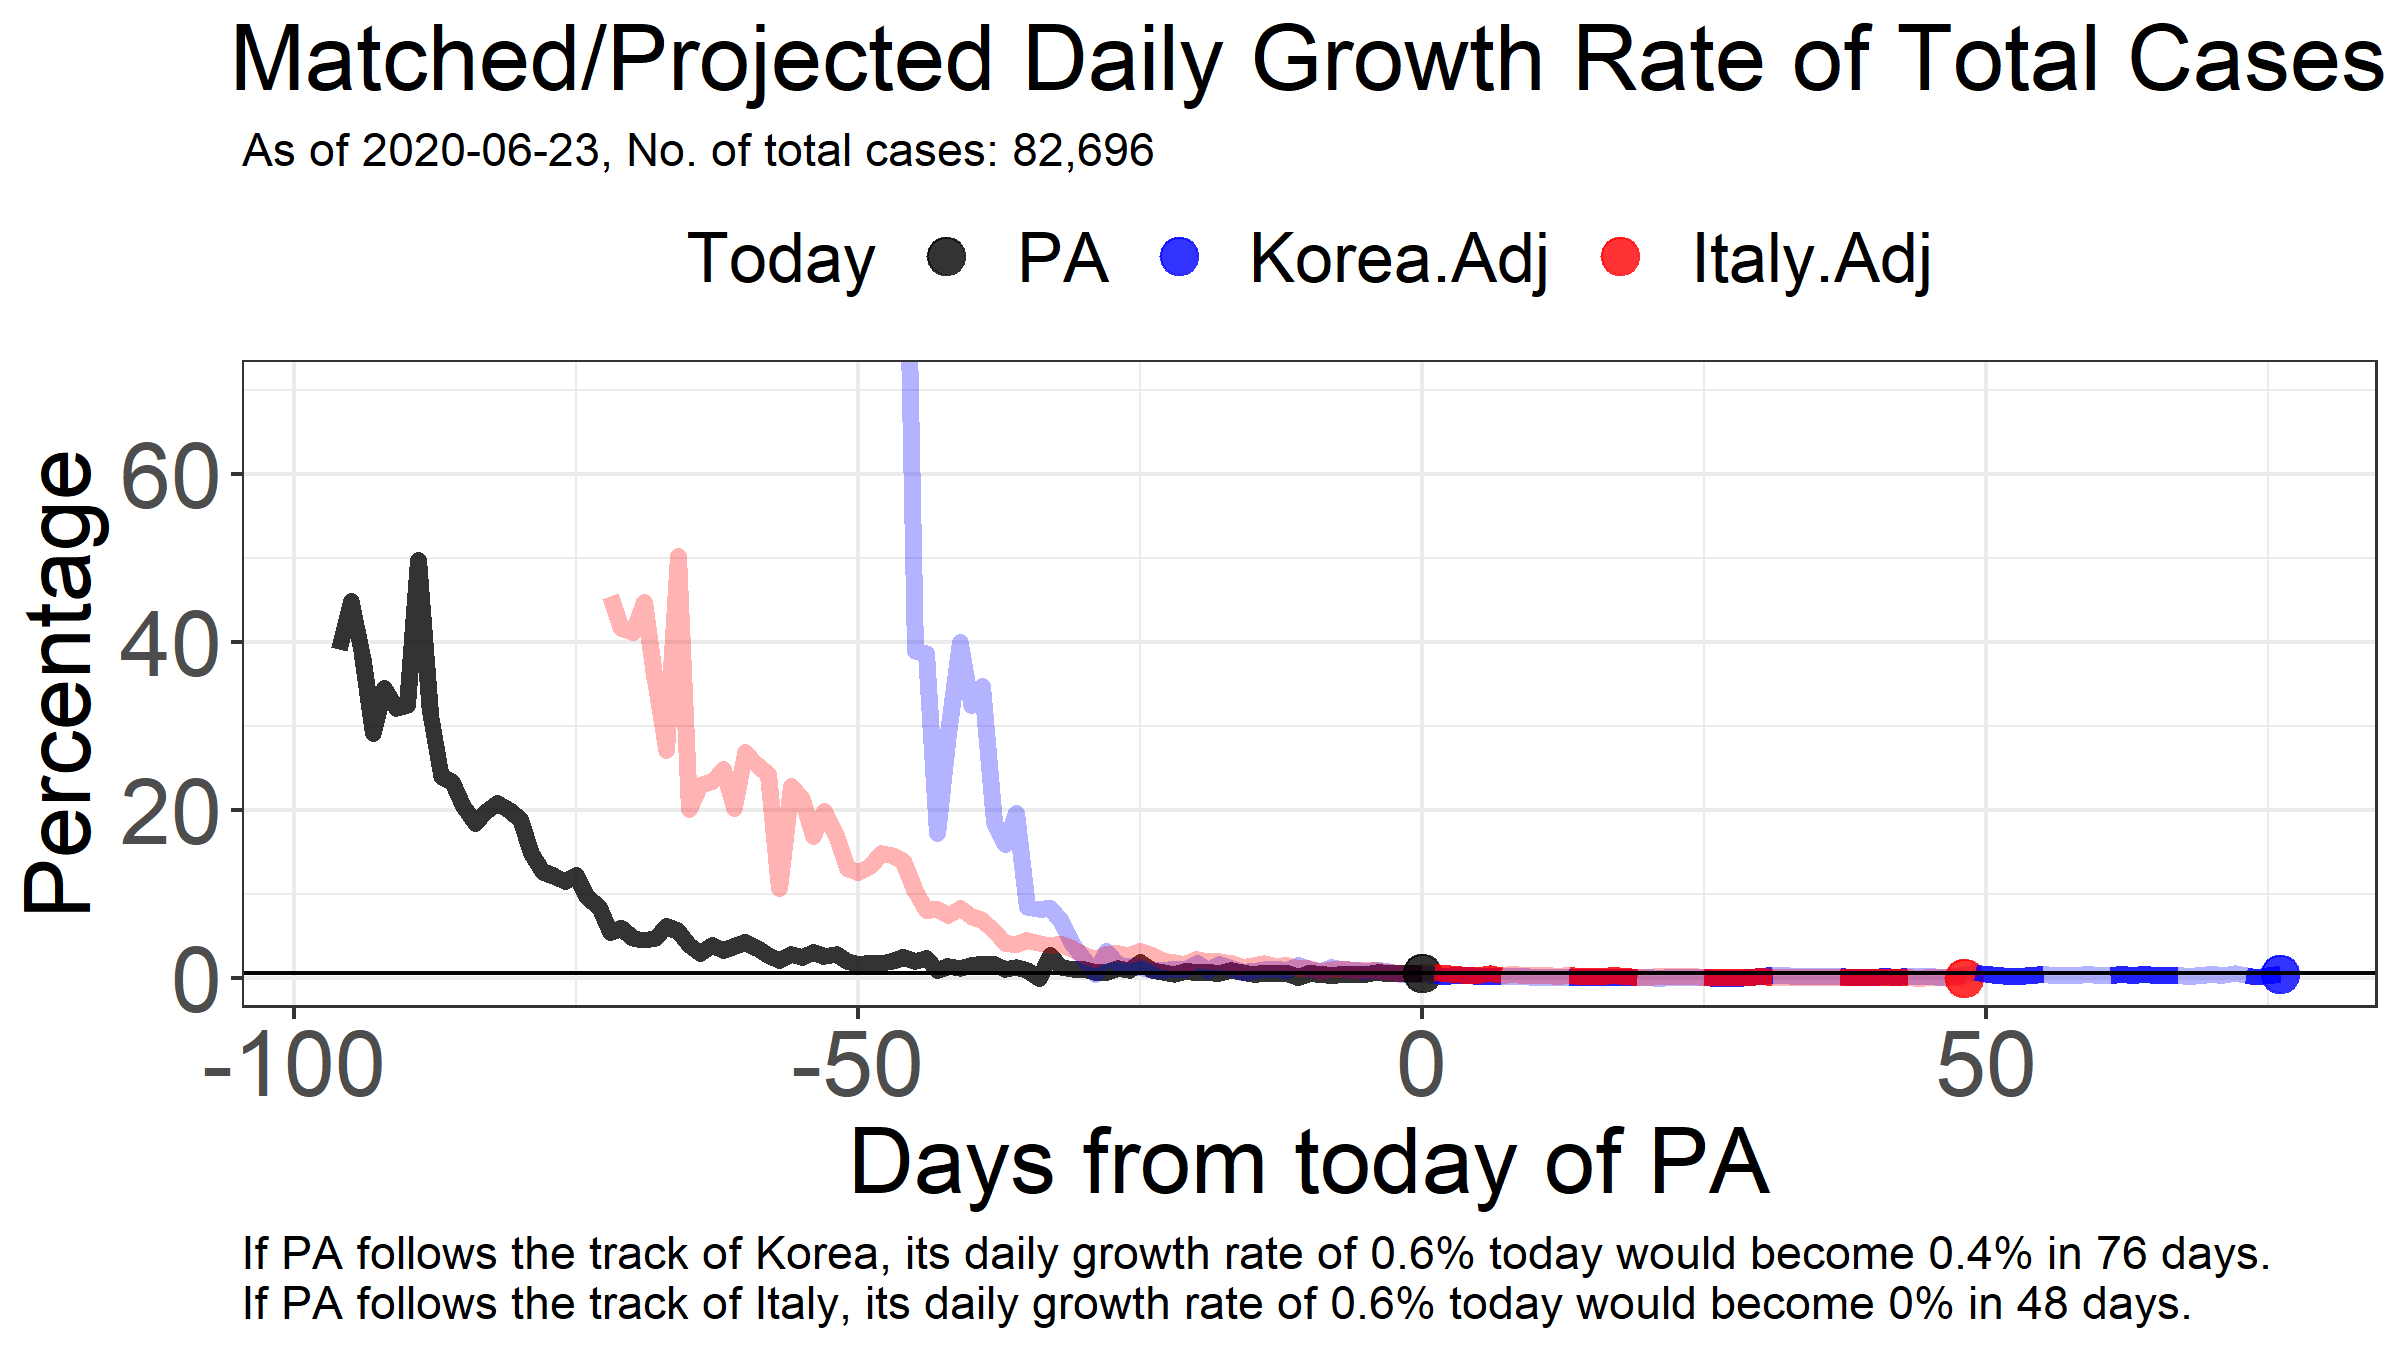 Matched/Projected Daily Growth Rate of Total Cases
As of 2020-06-23, No. of total cases: 82,696
Today PA Korea.Adj Italy.Adj
Percentage
60
40
20
0
-100 -50 0 50
Days from today of PA
If PA follows the track of Korea, its daily growth rate of 0.6% today would become 0.4% in 76 days.
If PA follows the track of Italy, its daily growth rate of 0.6% today would become 0% in 48 days.